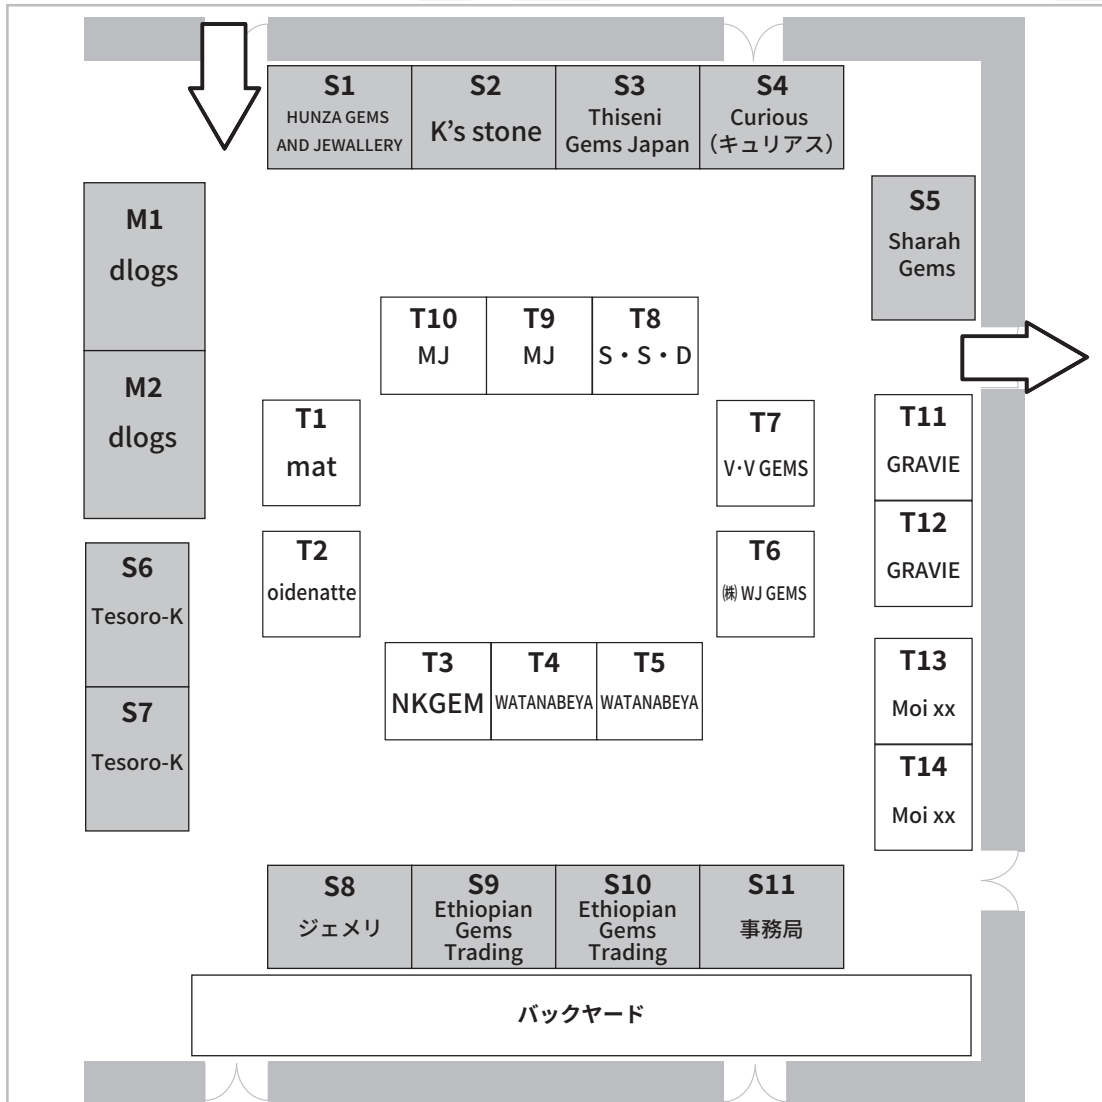 S1
HUNZA GEMS
AND JEWALLERY
S2
K's stone
S3
Thiseni
Gems Japan
S4
Curious
（キュリアス）
M1
dlogs
S5
Sharah
Gems
T10
MJ
T9
MJ
T8
S・S・D
M2
dlogs
T1
mat
T7
V･V GEMS
T11
GRAVIE
T12
GRAVIE
S6
Tesoro-K
T2
oidenatte
T6
㈱ WJ GEMS
T3
NKGEM
T4
WATANABEYA
T5
WATANABEYA
T13
Moi xx
S7
Tesoro-K
T14
Moi xx
S8
ジェメリ
S9
Ethiopian
Gems
Trading
S10
Ethiopian
Gems
Trading
S11
事務局
バックヤード